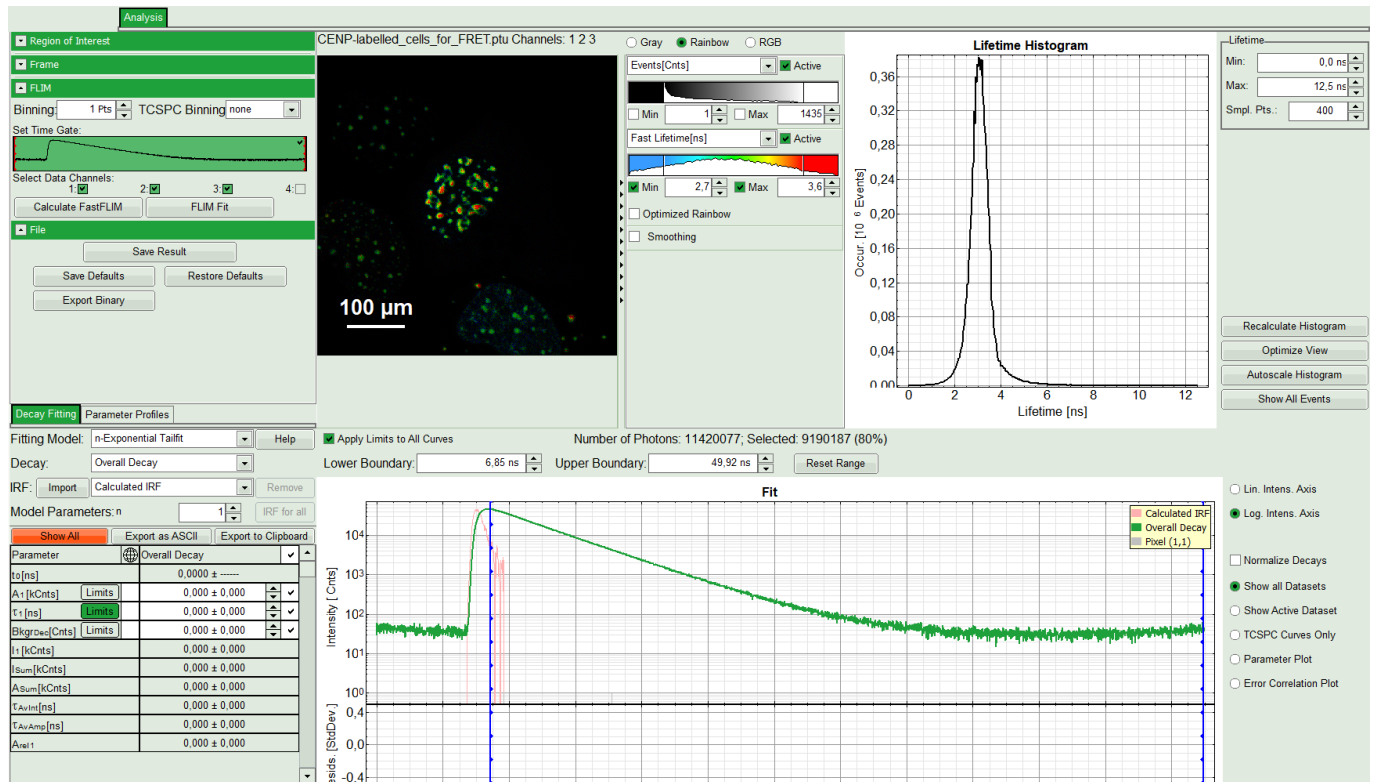 Analysis
Region of Interest
Frame
FLIM
Binning: 1 Pts TCSPC Binning none
Set Time Gate:
Select Data Channels:
1: 2: 3: 4:
Calculate FastFLIM FLIM Fit
File
Save Result
Save Defaults Restore Defaults
Export Binary
CENP-labelled_cells_for_FRET.ptu Channels: 1 2 3
100 µm
Gray Rainbow RGB
Events[Cnts] Active
Min 1 Max 1435
Fast Lifetime[ns] Active
Min 2,7 Max 3,6
Optimized Rainbow
Smoothing
Lifetime Histogram
Occur. [10 6 Events]
0,36
0,32
0,28
0,24
0,20
0,16
0,12
0,08
0,04
0,00
0 2 4 6 8 10 12
Lifetime [ns]
Lifetime
Min: 0,0 ns
Max: 12,5 ns
Smpl. Pts.: 400
Recalculate Histogram
Optimize View
Autoscale Histogram
Show All Events
Decay Fitting Parameter Profiles
Fitting Model: n-Exponential Tailfit Help
Decay: Overall Decay
IRF: Import Calculated IRF Remove
Model Parameters: n 1 IRF for all
Show All Export as ASCII Export to Clipboard
Parameter Overall Decay
to[ns] 0,0000 ± ------
A1[kCnts] Limits 0,000 ± 0,000
τ1[ns] Limits 0,000 ± 0,000
BkgrDec[Cnts] Limits 0,000 ± 0,000
I1[kCnts] 0,000 ± 0,000
ISum[kCnts] 0,000 ± 0,000
ASum[kCnts] 0,000 ± 0,000
τAvInt[ns] 0,000 ± 0,000
τAvAmp[ns] 0,000 ± 0,000
Arel1 0,000 ± 0,000
Apply Limits to All Curves Number of Photons: 11420077; Selected: 9190187 (80%)
Lower Boundary: 6,85 ns Upper Boundary: 49,92 ns Reset Range
Fit
Intensity [ Cnts]
10⁴
10³
10²
10¹
10⁰
Calculated IRF
Overall Decay
Pixel (1,1)
esids. [StdDev.]
0,4
0,0
-0.4
Lin. Intens. Axis
Log. Intens. Axis
Normalize Decays
Show all Datasets
Show Active Dataset
TCSPC Curves Only
Parameter Plot
Error Correlation Plot